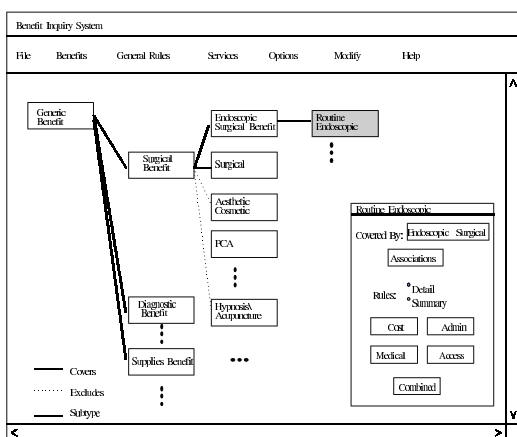 Benefit Inquiry System
File Benefits General Rules Services Options Modify Help
Generic
Benefit
Endoscopic
Surgical Benefit
Routine
Endoscopic
Surgical
Benefit
Surgical
Aesthetic
Cosmetic
PCA
Hypnosis\
Acupuncture
Diagnostic
Benefit
Supplies Benefit
Covers
Excludes
Subtype
Routine Endoscopic
Covered By: Endoscopic Surgical
Associations
Rules: Detail
Summary
Cost Admin
Medical Access
Combined